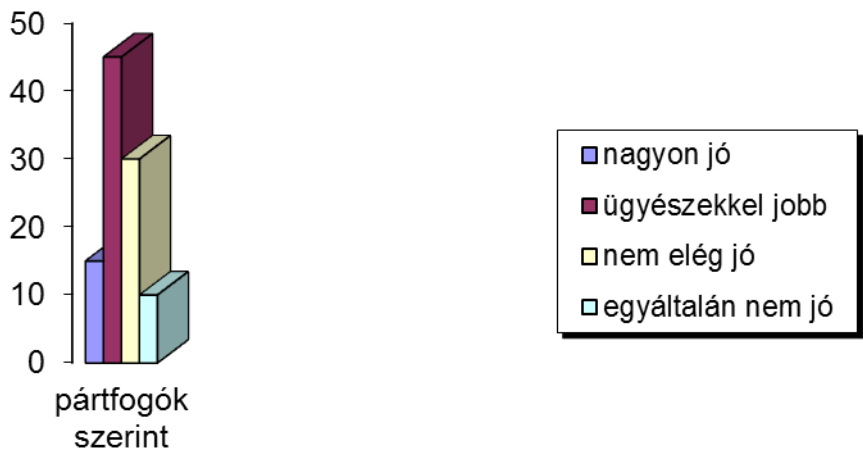 50
40
30
20
10
0
pártfogók
szerint
nagyon jó
ügyészekkel jobb
nem elég jó
egyáltalán nem jó